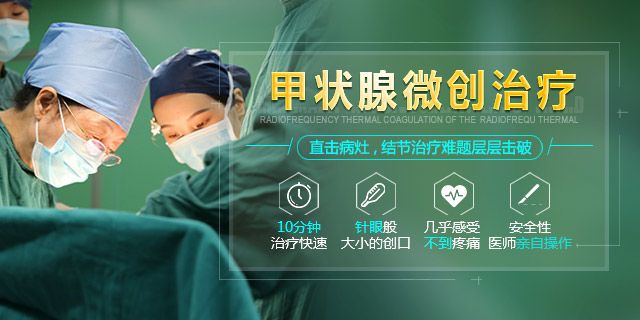 甲状腺微创治疗
RADIOFREQUENCY THERMAL COAGULATION OF THE RADIOFREQU THERMAL
直击病灶,结节治疗难题层层击破
10分钟
治疗快速
针眼般
大小的创口
几乎感受
不到疼痛
安全性
医师亲自操作